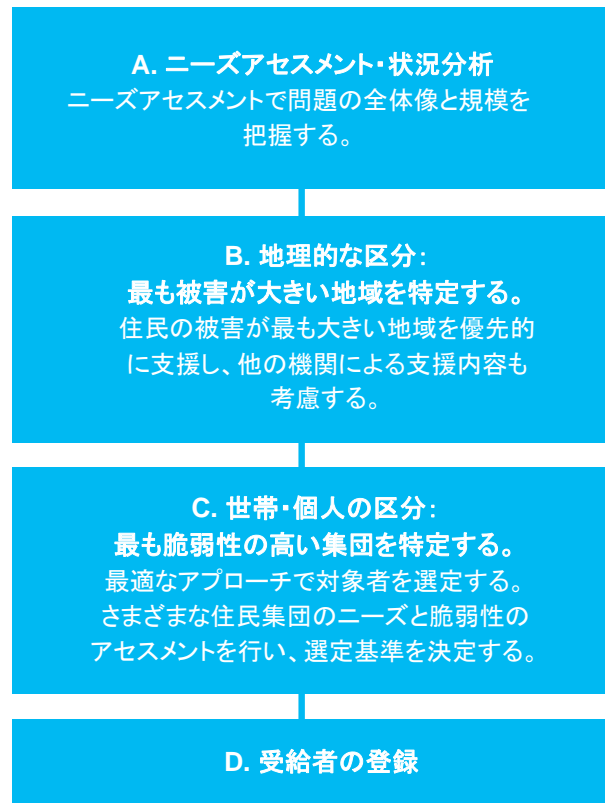 A. ニーズアセスメント・状況分析
ニーズアセスメントで問題の全体像と規模を
把握する。
B. 地理的な区分:
最も被害が大きい地域を特定する。
住民の被害が最も大きい地域を優先的
に支援し、他の機関による支援内容も
考慮する。
C. 世帯・個人の区分:
最も脆弱性の高い集団を特定する。
最適なアプローチで対象者を選定する。
さまざまな住民集団のニーズと脆弱性の
アセスメントを行い、選定基準を決定する。
D. 受給者の登録